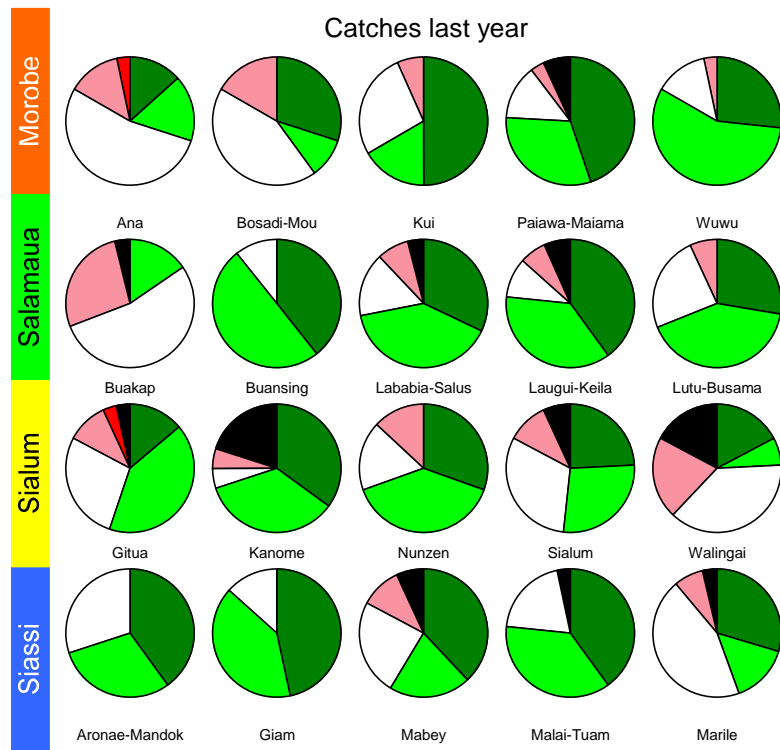 Catches last year
Morobe
Ana Bosadi-Mou Kui Paiawa-Maiama Wuwu
Salamaua
Buakap Buansing Lababia-Salus Laugui-Keila Lutu-Busama
Sialum
Gitua Kanome Nunzen Sialum Walingai
Siassi
Aronae-Mandok Giam Mabey Malai-Tuam Marile